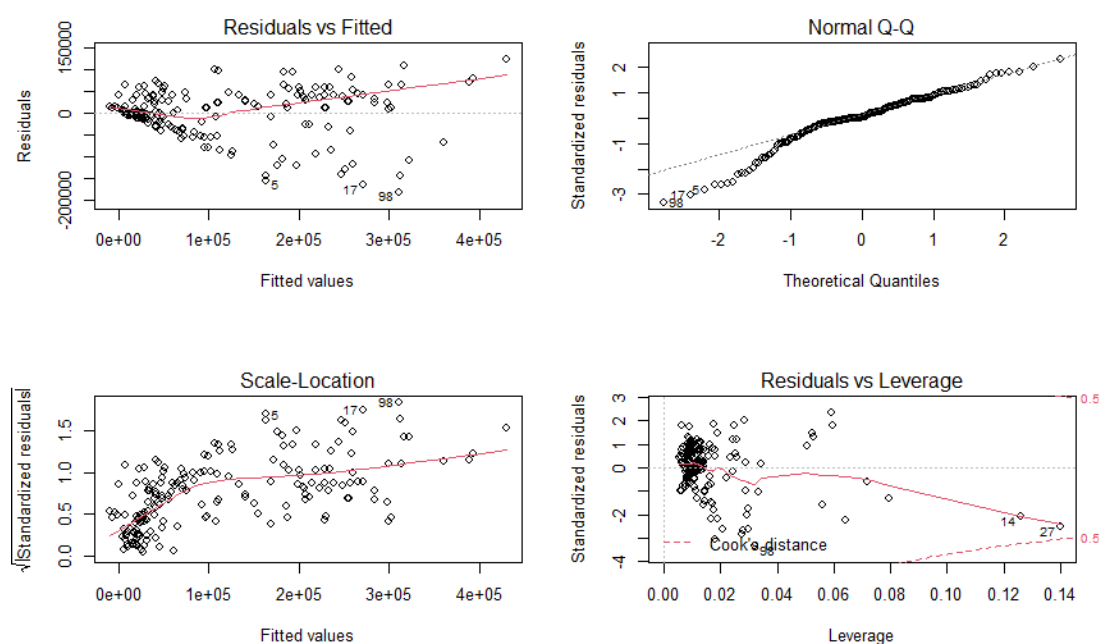 Residuals vs Fitted
Residuals
150000
0
-200000
0e+00 1e+05 2e+05 3e+05 4e+05
Fitted values
5
17
98
Normal Q-Q
Standardized residuals
2
1
0
-1
-3
-2 -1 0 1 2
Theoretical Quantiles
98
17
5
Scale-Location
√|Standardized residuals|
1.5
1.0
0.5
0.0
0e+00 1e+05 2e+05 3e+05 4e+05
Fitted values
5
17
98
Residuals vs Leverage
Standardized residuals
3
2
0
-2
-4
0.00 0.02 0.04 0.06 0.08 0.10 0.12 0.14
Leverage
Cook's distance
98
14
27
0.5
0.5